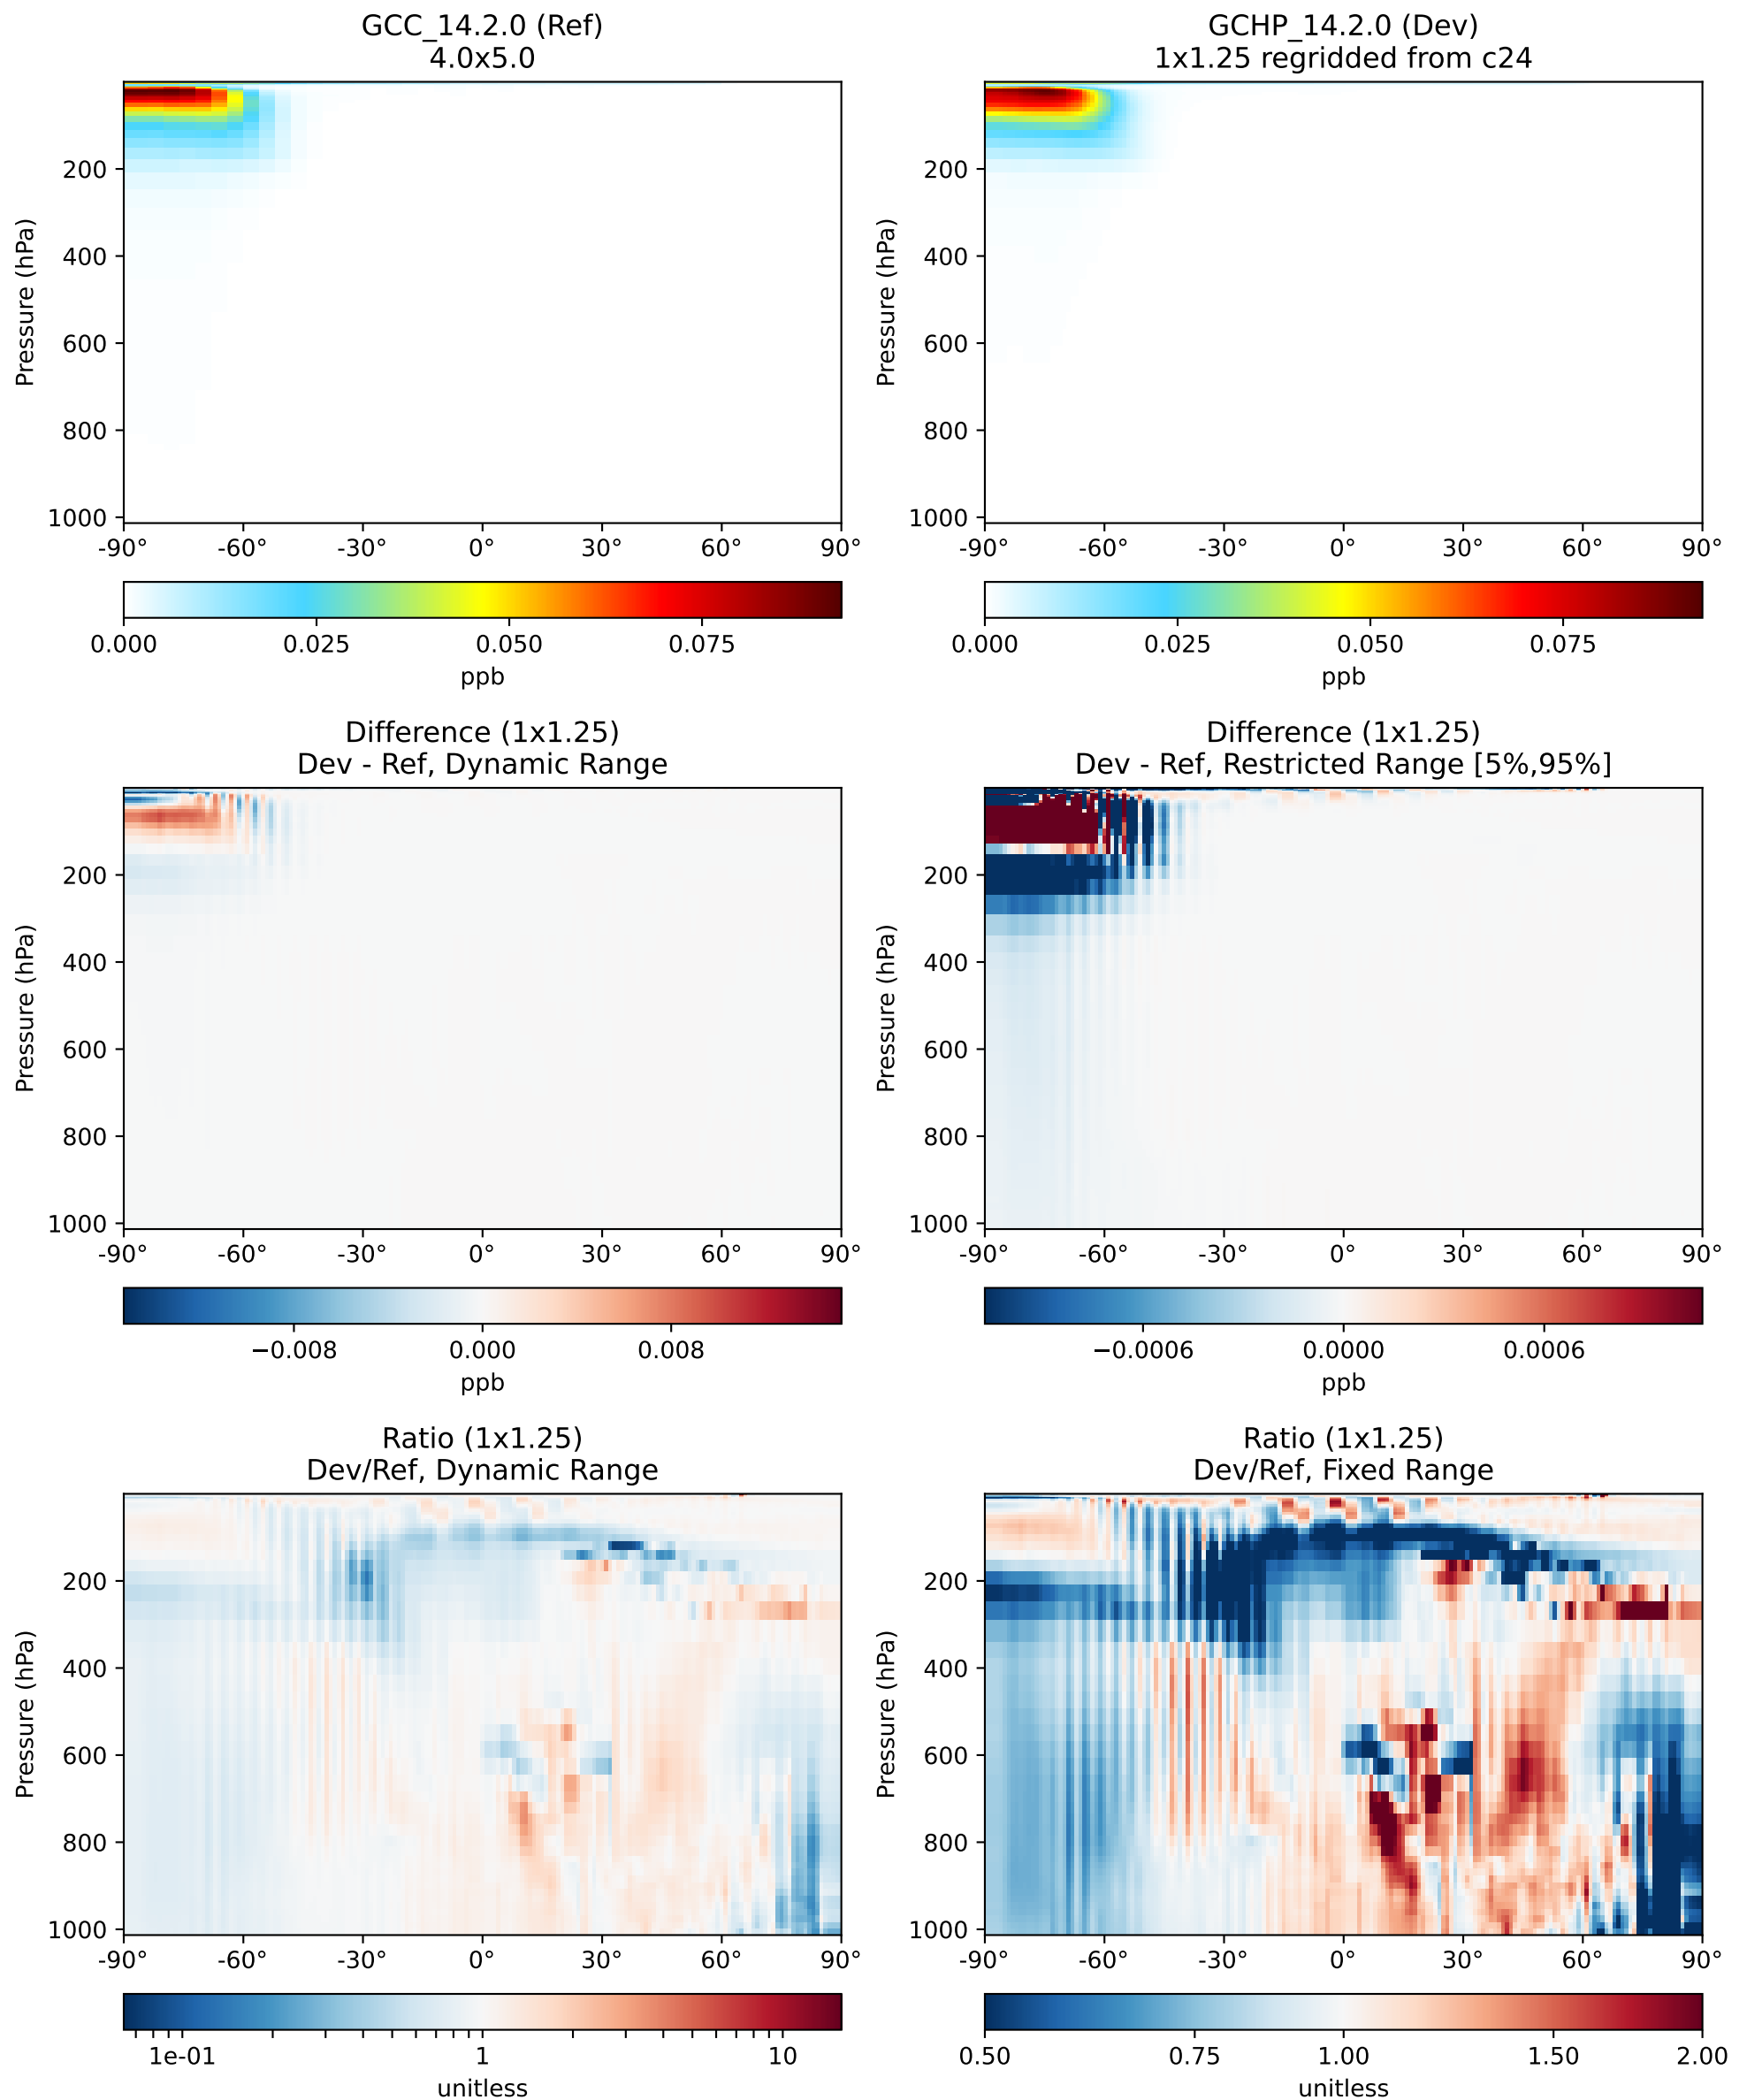 GCC_14.2.0 (Ref)
4.0x5.0
Pressure (hPa)
200
400
600
800
1000
-90° -60° -30° 0° 30° 60° 90°
0.000 0.025 0.050 0.075
ppb
GCHP_14.2.0 (Dev)
1x1.25 regridded from c24
Pressure (hPa)
200
400
600
800
1000
-90° -60° -30° 0° 30° 60° 90°
0.000 0.025 0.050 0.075
ppb
Difference (1x1.25)
Dev - Ref, Dynamic Range
Pressure (hPa)
200
400
600
800
1000
-90° -60° -30° 0° 30° 60° 90°
−0.008 0.000 0.008
ppb
Difference (1x1.25)
Dev - Ref, Restricted Range [5%,95%]
Pressure (hPa)
200
400
600
800
1000
-90° -60° -30° 0° 30° 60° 90°
−0.0006 0.0000 0.0006
ppb
Ratio (1x1.25)
Dev/Ref, Dynamic Range
Pressure (hPa)
200
400
600
800
1000
-90° -60° -30° 0° 30° 60° 90°
1e-01 1 10
unitless
Ratio (1x1.25)
Dev/Ref, Fixed Range
Pressure (hPa)
200
400
600
800
1000
-90° -60° -30° 0° 30° 60° 90°
0.50 0.75 1.00 1.50 2.00
unitless